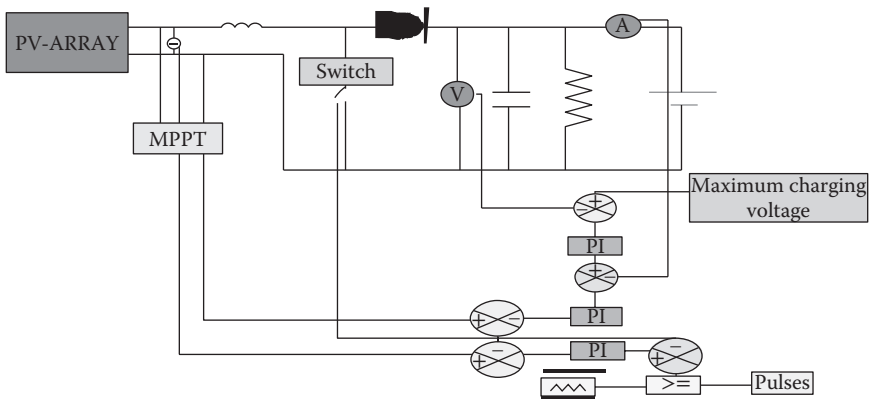 PV-ARRAY
A
Switch
V
MPPT
Maximum charging
voltage
+
−
PI
+
−
PI
+
−
−
+
PI
−
+
>=
Pulses